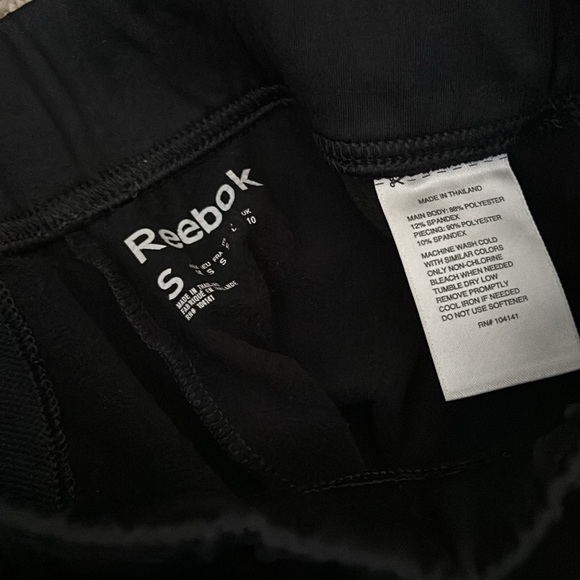 Reebok
S
UK
10
S S
RN# 104141
MADE IN THAILAND
MAIN BODY: 88% POLYESTER
12% SPANDEX
PIECING: 90% POLYESTER
10% SPANDEX
MACHINE WASH COLD
WITH SIMILAR COLORS
ONLY NON-CHLORINE
BLEACH WHEN NEEDED
TUMBLE DRY LOW
REMOVE PROMPTLY
COOL IRON IF NEEDED
DO NOT USE SOFTENER
RN# 104141